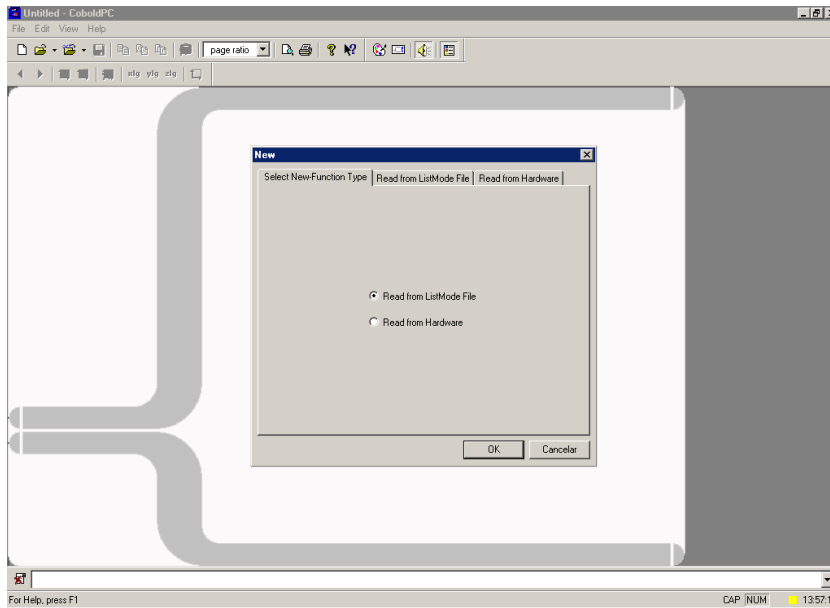 Untitled - CoboldPC
File Edit View Help
page ratio
xlg ylg zlg
New
Select New-Function Type Read from ListMode File Read from Hardware
Read from ListMode File
Read from Hardware
OK Cancelar
For Help, press F1 CAP NUM